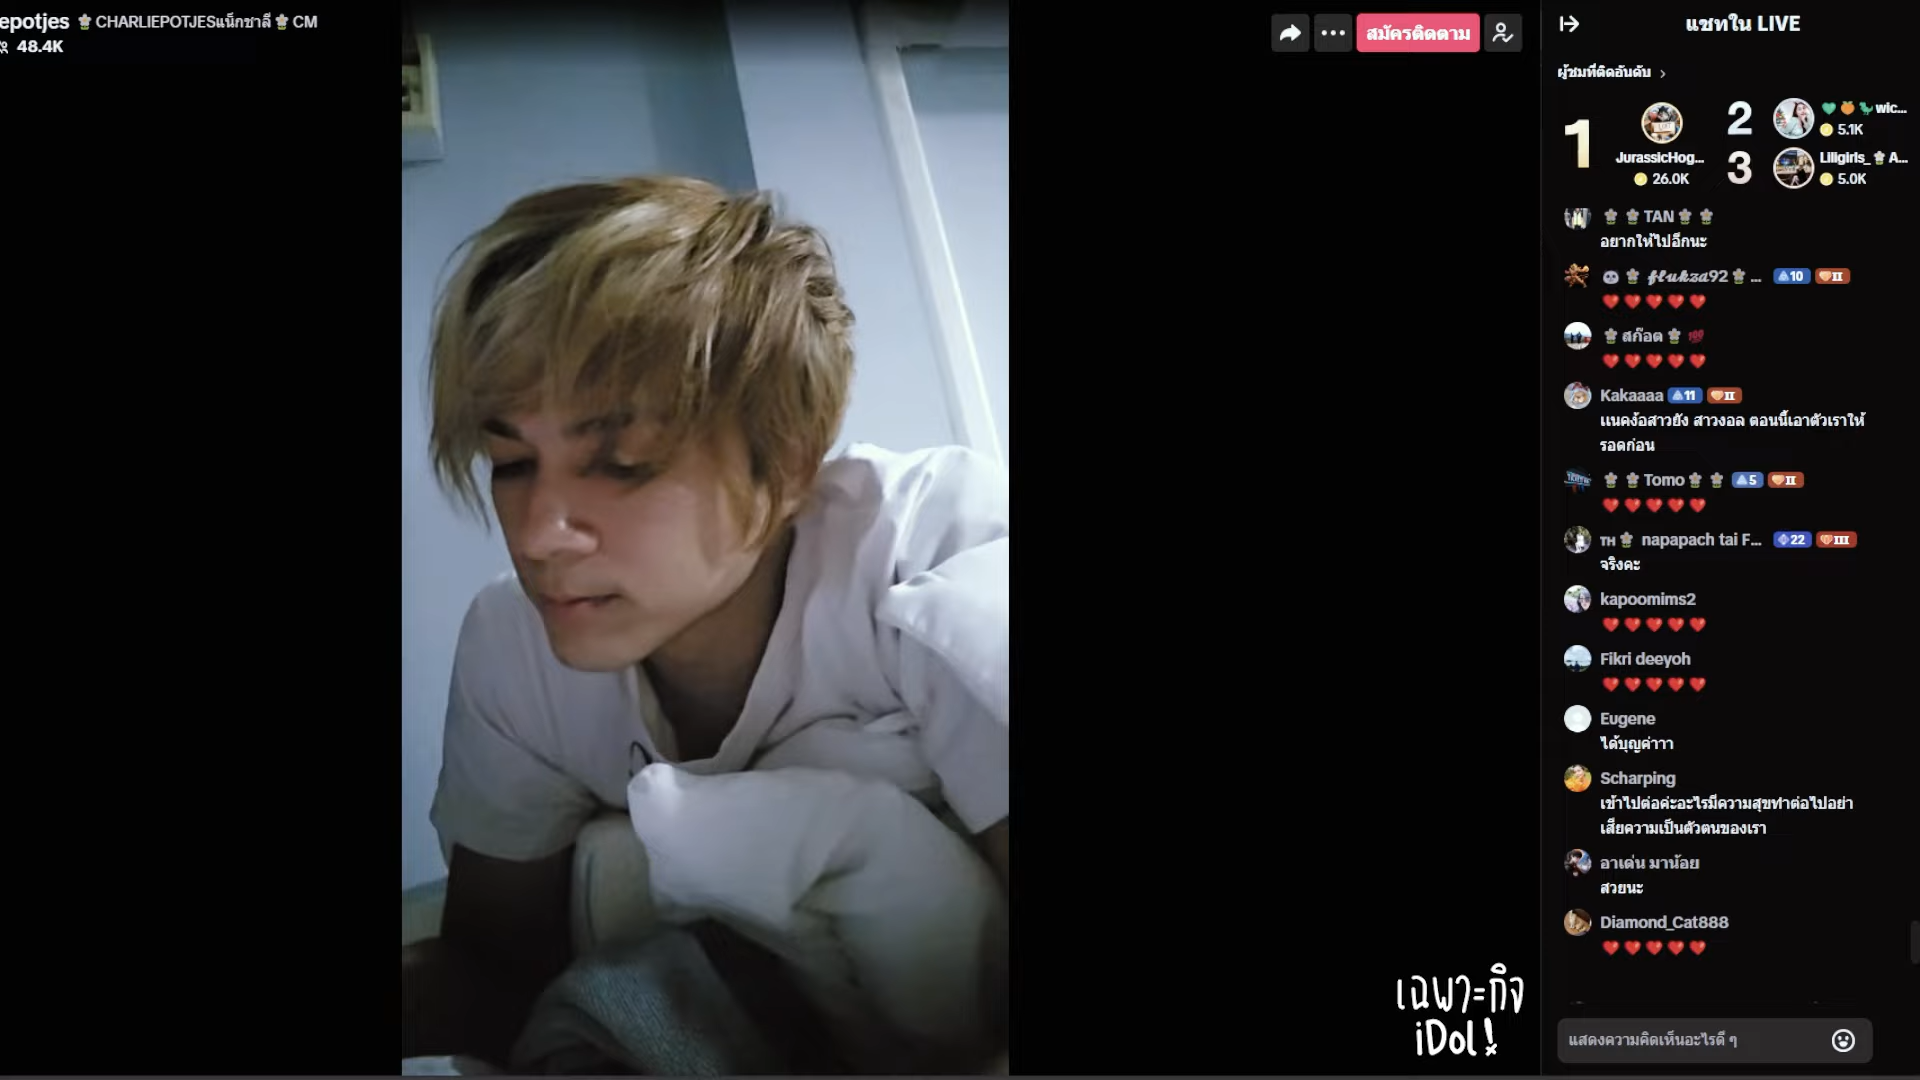 epotjes CHARLIEPOTJESแน็กชาลี CM
48.4K
สมัครติดตาม
แชทใน LIVE
ผู้ชมที่ติดอันดับ
1
JurassicHog...
26.0K
2
wic...
5.1K
3
Liligirls_ A...
5.0K
TAN
อยากให้ไปอีกนะ
flukza92 ... 10 II
สก๊อต 💯
Kakaaaa 11 II
แนคง้อสาวยัง สาวงอล ตอนนี้เอาตัวเราให้
รอดก่อน
Tomo 5 II
TH napapach tai F... 22 III
จริงคะ
kapoomims2
Fikri deeyoh
Eugene
ได้บุญค่าาา
Scharping
เข้าไปต่อค่ะอะไรมีความสุขทำต่อไปอย่า
เสียความเป็นตัวตนของเรา
อาเด่น มาน้อย
สวยนะ
Diamond_Cat888
แสดงความคิดเห็นอะไรดี ๆ
เฉพาะกิจ
iDol!